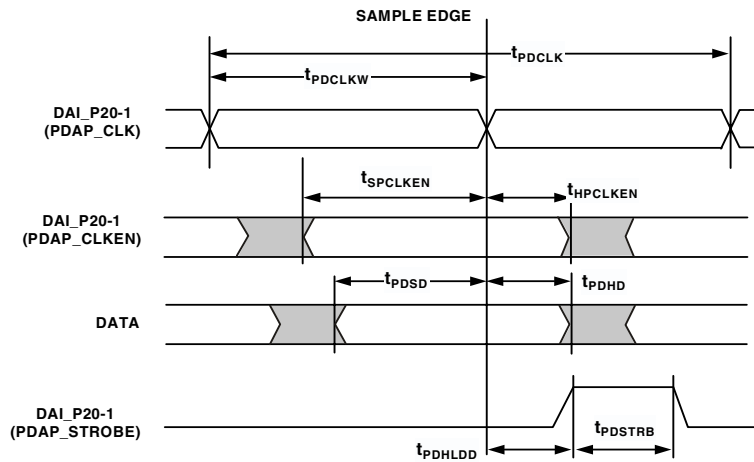 SAMPLE EDGE
tPDCLK
tPDCLKW
DAI_P20-1
(PDAP_CLK)
tSPCLKEN
tHPCLKEN
DAI_P20-1
(PDAP_CLKEN)
tPDSD
tPDHD
DATA
DAI_P20-1
(PDAP_STROBE)
tPDHLDD
tPDSTRB